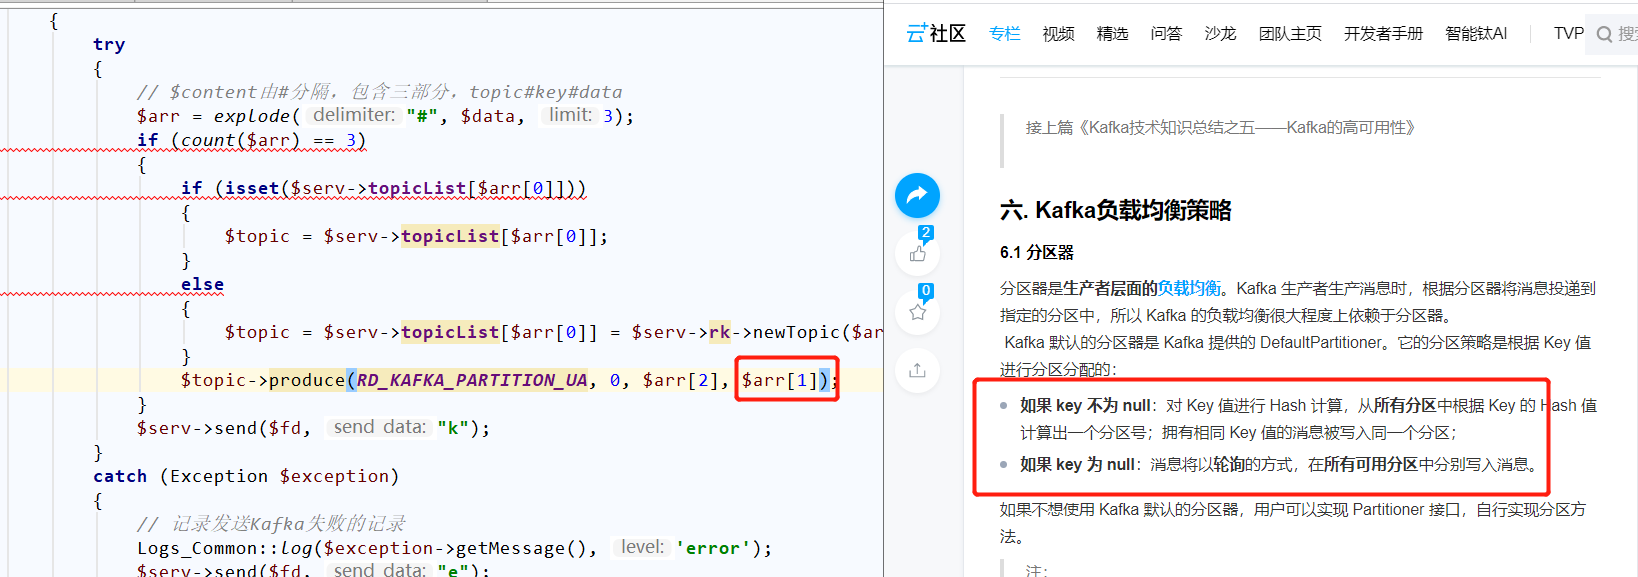 {
try
{
// $content由#分隔，包含三部分，topic#key#data
$arr = explode( delimiter: "#", $data, limit: 3);
if (count($arr) == 3)
{
if (isset($serv->topicList[$arr[0]]))
{
$topic = $serv->topicList[$arr[0]];
}
else
{
$topic = $serv->topicList[$arr[0]] = $serv->rk->newTopic($ar
}
$topic->produce(RD_KAFKA_PARTITION_UA, 0, $arr[2], $arr[1]);
}
$serv->send($fd, send_data: "k");
}
catch (Exception $exception)
{
// 记录发送Kafka失败的记录
Logs_Common::log($exception->getMessage(), level: 'error');
$serv->send($fd, send_data: "e");
云+社区 专栏 视频 精选 问答 沙龙 团队主页 开发者手册 智能钛AI TVP 搜索
接上篇《Kafka技术知识总结之五——Kafka的高可用性》
2
0
六. Kafka负载均衡策略
6.1 分区器
分区器是生产者层面的负载均衡。Kafka 生产者生产消息时，根据分区器将消息投递到
指定的分区中，所以 Kafka 的负载均衡很大程度上依赖于分区器。
Kafka 默认的分区器是 Kafka 提供的 DefaultPartitioner。它的分区策略是根据 Key 值
进行分区分配的：
如果 key 不为 null：对 Key 值进行 Hash 计算，从所有分区中根据 Key 的 Hash 值
计算出一个分区号；拥有相同 Key 值的消息被写入同一个分区；
如果 key 为 null：消息将以轮询的方式，在所有可用分区中分别写入消息。
如果不想使用 Kafka 默认的分区器，用户可以实现 Partitioner 接口，自行实现分区方
法。
注：